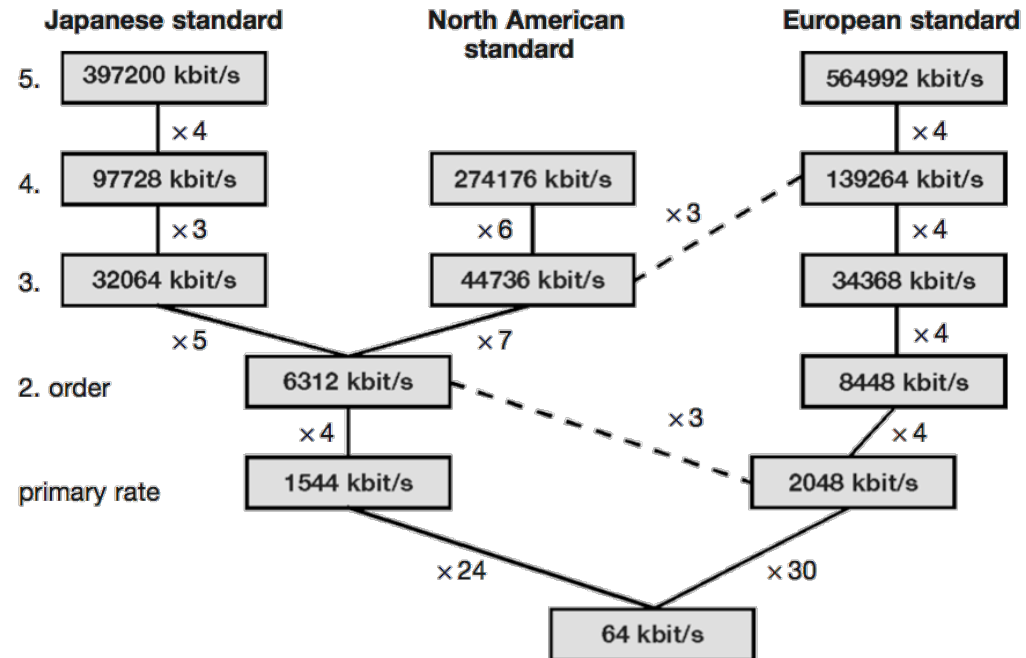 Japanese standard
North American
standard
European standard
5.
397200 kbit/s
564992 kbit/s
×4
×4
4.
97728 kbit/s
274176 kbit/s
139264 kbit/s
×3
×6
×3
×4
3.
32064 kbit/s
44736 kbit/s
34368 kbit/s
×5
×7
×4
2. order
6312 kbit/s
8448 kbit/s
×4
×3
×4
primary rate
1544 kbit/s
2048 kbit/s
×24
×30
64 kbit/s